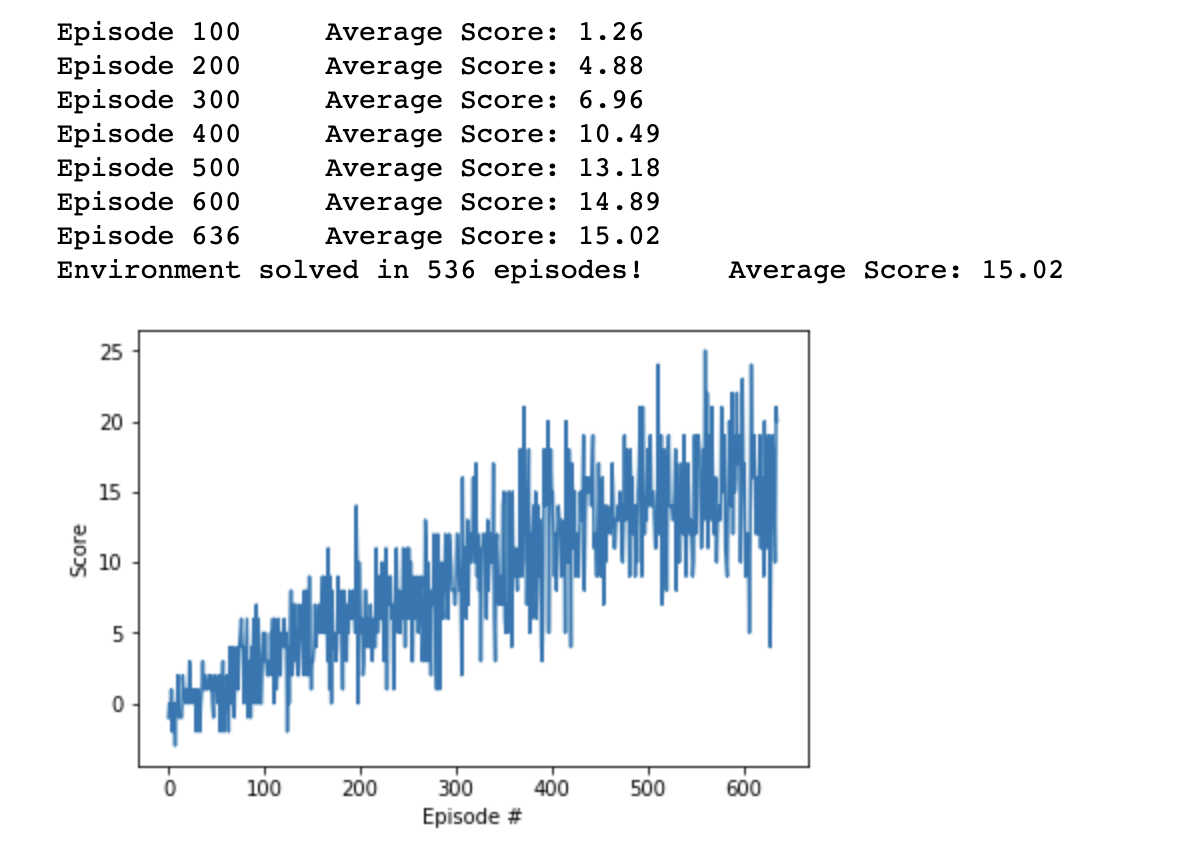 Episode 100 Average Score: 1.26
Episode 200 Average Score: 4.88
Episode 300 Average Score: 6.96
Episode 400 Average Score: 10.49
Episode 500 Average Score: 13.18
Episode 600 Average Score: 14.89
Episode 636 Average Score: 15.02
Environment solved in 536 episodes! Average Score: 15.02
25
20
15
10
5
0
Score
0 100 200 300 400 500 600
Episode #